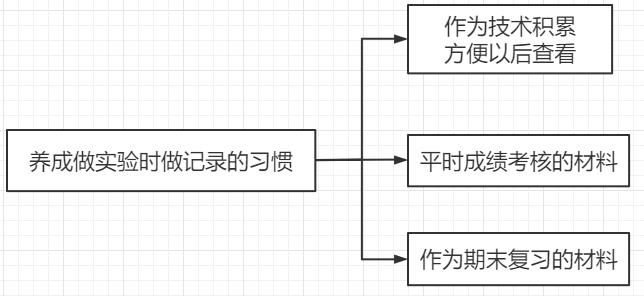 作为技术积累
方便以后查看
养成做实验时做记录的习惯
平时成绩考核的材料
作为期末复习的材料